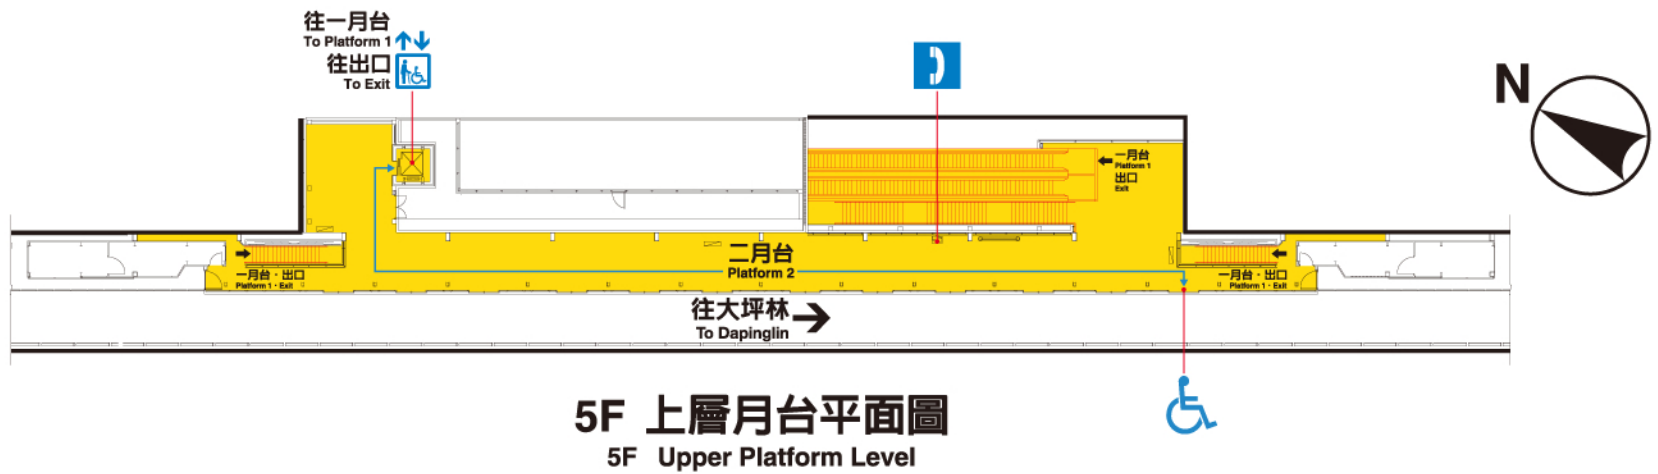 往一月台
To Platform 1
往出口
To Exit
N
一月台
Platform 1
出口
Exit
二月台
Platform 2
一月台・出口
Platform 1・Exit
一月台・出口
Platform 1・Exit
往大坪林
To Dapinglin
5F 上層月台平面圖
5F Upper Platform Level